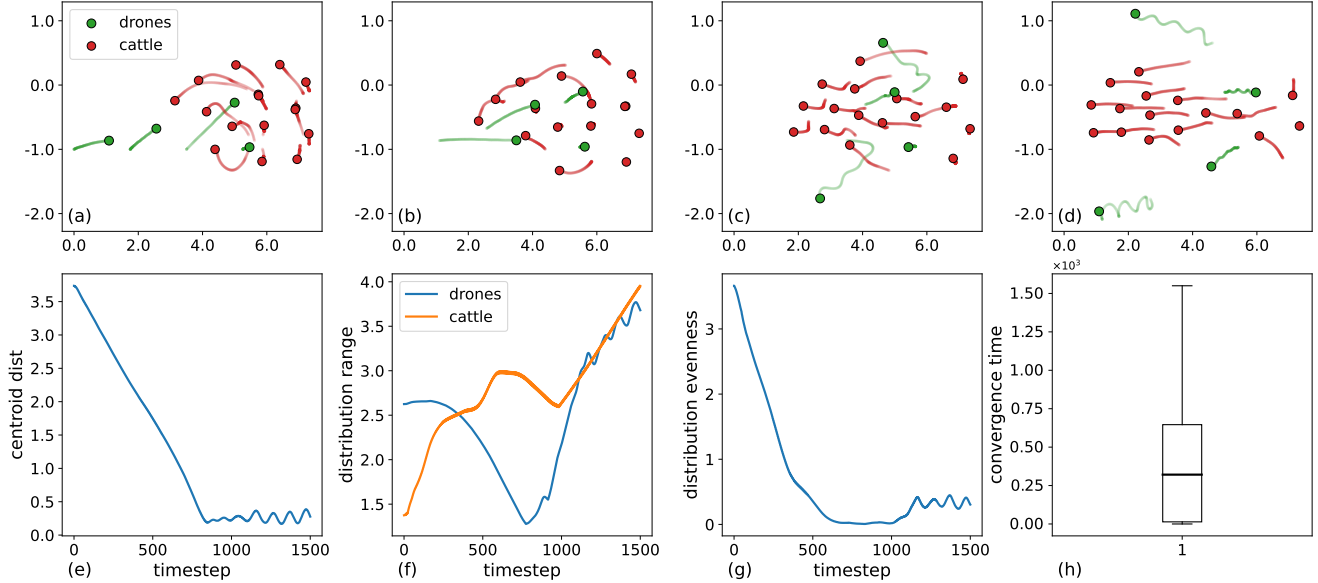 1.0
0.0
-1.0
-2.0
drones
cattle
(a)
0.0 2.0 4.0 6.0
1.0
0.0
-1.0
-2.0
(b)
0.0 2.0 4.0 6.0
1.0
0.0
-1.0
-2.0
(c)
0.0 2.0 4.0 6.0
1.0
0.0
-1.0
-2.0
(d)
0.0 2.0 4.0 6.0
centroid dist
3.5
3.0
2.5
2.0
1.5
1.0
0.5
0.0
0 500 1000 1500
(e) timestep
distribution range
4.0
3.5
3.0
2.5
2.0
1.5
drones
cattle
0 500 1000 1500
(f) timestep
distribution evenness
3
2
1
0
0 500 1000 1500
(g) timestep
convergence time
×10³
1.50
1.25
1.00
0.75
0.50
0.25
0.00
1
(h)